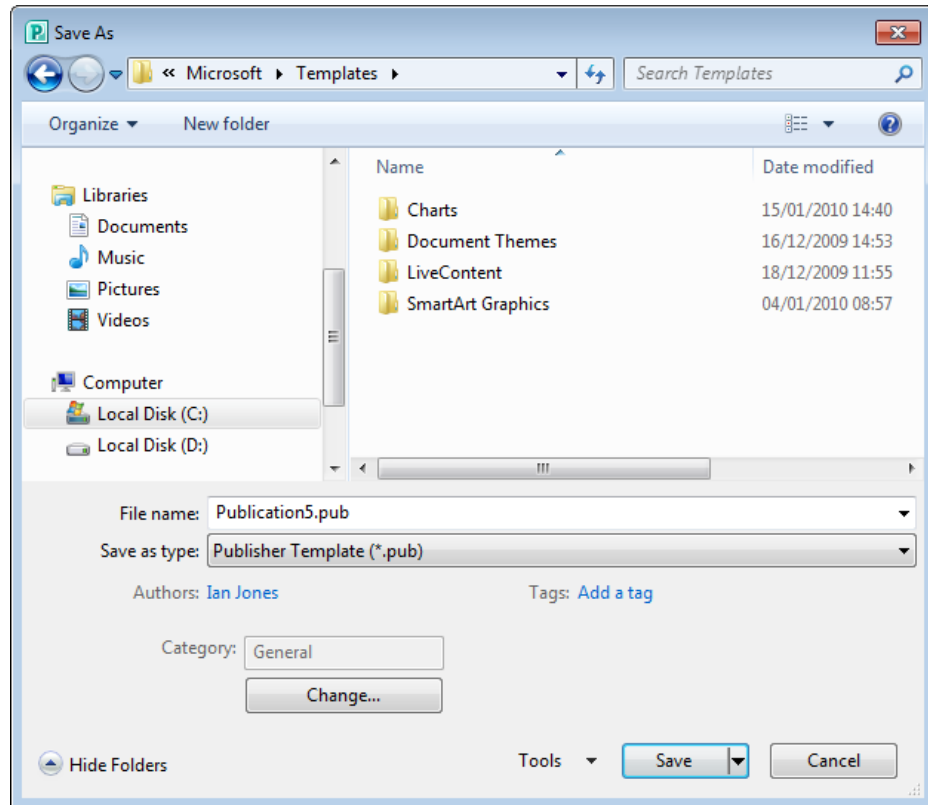 Save As
« Microsoft Templates
Search Templates
Organize New folder
Name Date modified
Libraries
Documents
Music
Pictures
Videos
Computer
Local Disk (C:)
Local Disk (D:)
Charts 15/01/2010 14:40
Document Themes 16/12/2009 14:53
LiveContent 18/12/2009 11:55
SmartArt Graphics 04/01/2010 08:57
File name: Publication5.pub
Save as type: Publisher Template (*.pub)
Authors: Ian Jones Tags: Add a tag
Category: General
Change...
Hide Folders Tools Save Cancel